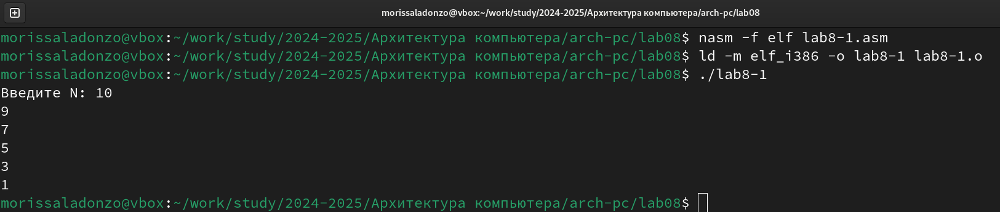 morissaladonzo@vbox:~/work/study/2024-2025/Архитектура компьютера/arch-pc/lab08
morissaladonzo@vbox:~/work/study/2024-2025/Архитектура компьютера/arch-pc/lab08$ nasm -f elf lab8-1.asm
morissaladonzo@vbox:~/work/study/2024-2025/Архитектура компьютера/arch-pc/lab08$ ld -m elf_i386 -o lab8-1 lab8-1.o
morissaladonzo@vbox:~/work/study/2024-2025/Архитектура компьютера/arch-pc/lab08$ ./lab8-1
Введите N: 10
9
7
5
3
1
morissaladonzo@vbox:~/work/study/2024-2025/Архитектура компьютера/arch-pc/lab08$